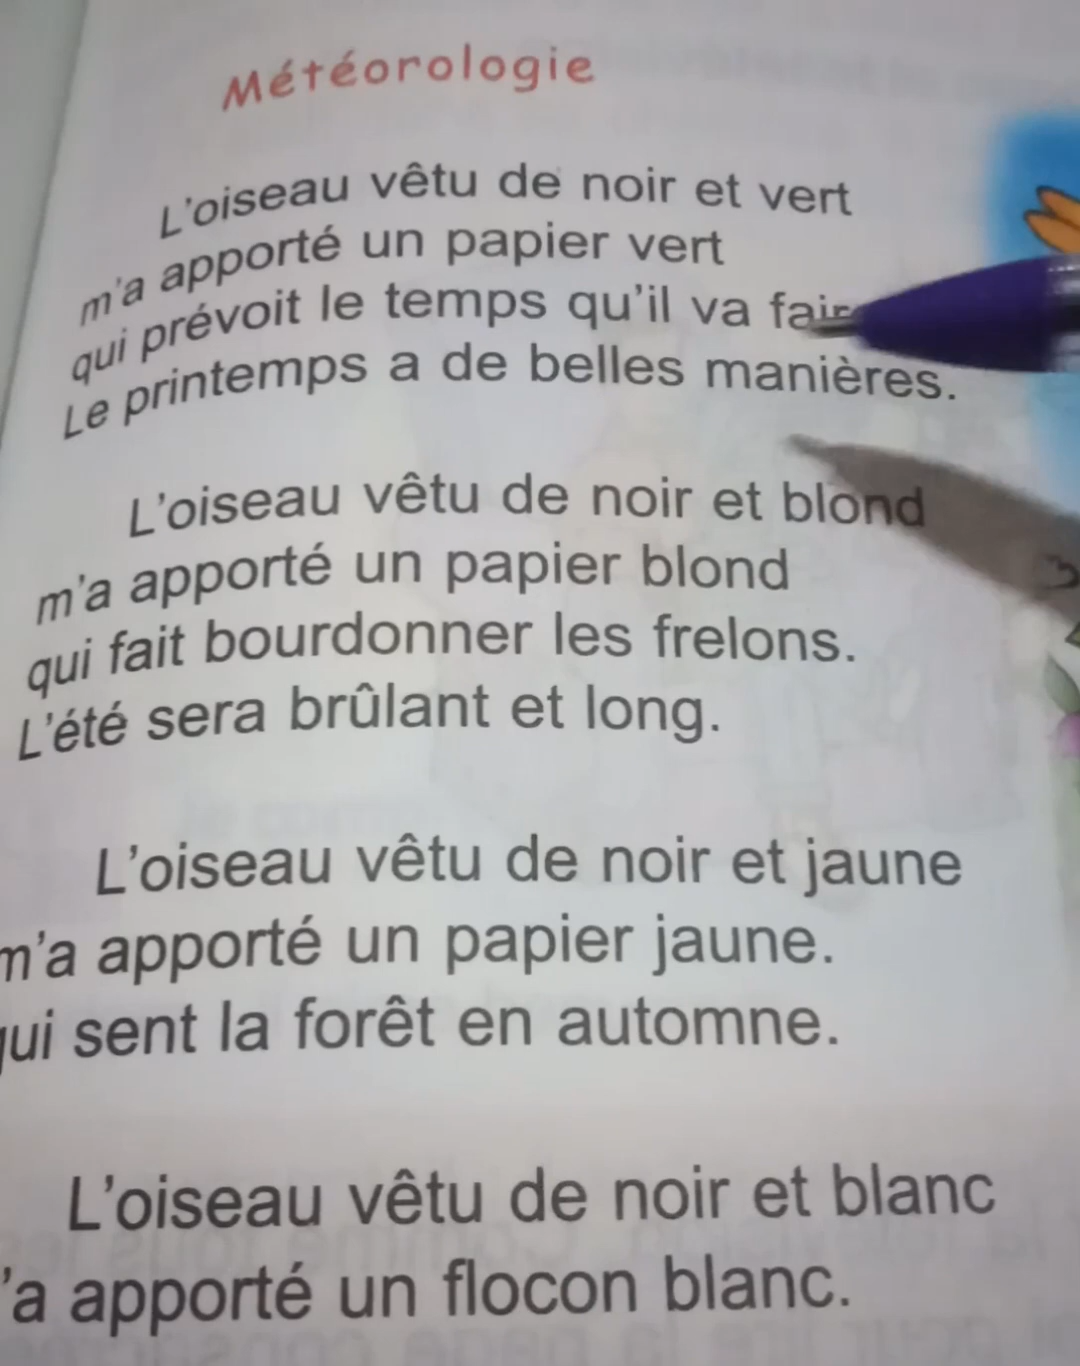 Météorologie
L'oiseau vêtu de noir et vert
m'a apporté un papier vert
qui prévoit le temps qu'il va fair
Le printemps a de belles manières.
L'oiseau vêtu de noir et blond
m'a apporté un papier blond
qui fait bourdonner les frelons.
L'été sera brûlant et long.
L'oiseau vêtu de noir et jaune
m'a apporté un papier jaune.
qui sent la forêt en automne.
L'oiseau vêtu de noir et blanc
'a apporté un flocon blanc.